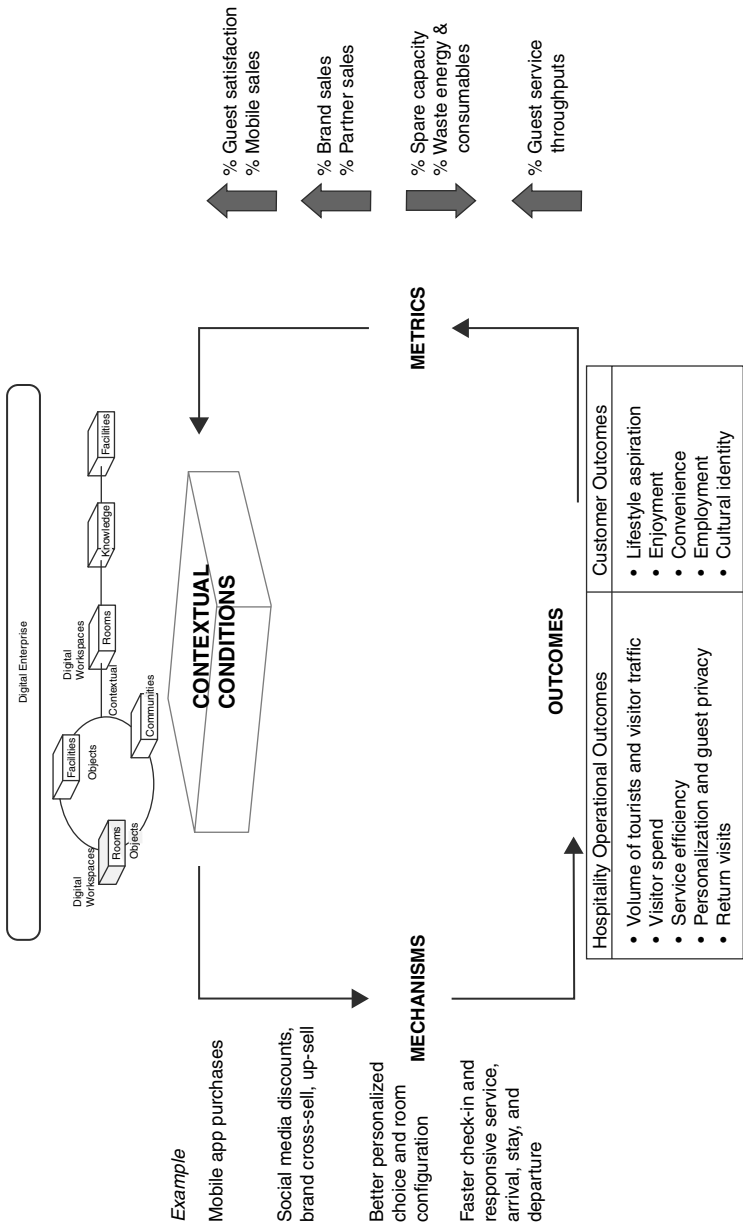 Digital Enterprise
Digital
Workspaces
Rooms
Objects
Facilities
Objects
Communities
Contextual
Digital
Workspaces
Rooms
Knowledge
Facilities
CONTEXTUAL
CONDITIONS
Example
Mobile app purchases
Social media discounts,
brand cross-sell, up-sell
Better personalized
choice and room
configuration
Faster check-in and
responsive service,
arrival, stay, and
departure
MECHANISMS
METRICS
% Guest satisfaction
% Mobile sales
% Brand sales
% Partner sales
% Spare capacity
% Waste energy &
consumables
% Guest service
throughputs
OUTCOMES
Hospitality Operational Outcomes
• Volume of tourists and visitor traffic
• Visitor spend
• Service efficiency
• Personalization and guest privacy
• Return visits
Customer Outcomes
• Lifestyle aspiration
• Enjoyment
• Convenience
• Employment
• Cultural identity